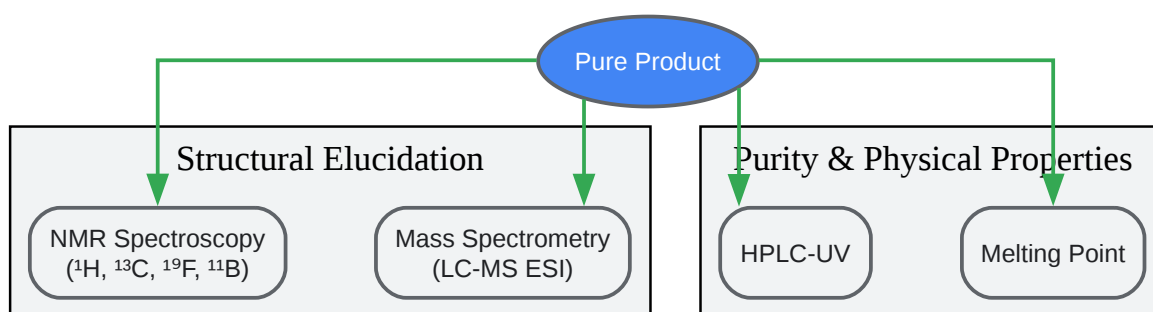 Pure Product
Structural Elucidation
Purity & Physical Properties
NMR Spectroscopy
(¹H, ¹³C, ¹⁹F, ¹¹B)
Mass Spectrometry
(LC-MS ESI)
HPLC-UV
Melting Point